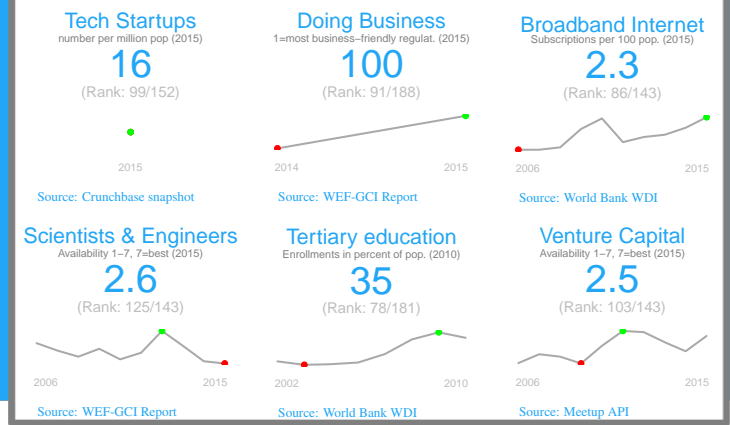 Tech Startups
number per million pop (2015)
16
(Rank: 99/152)
2015
Source: Crunchbase snapshot
Doing Business
1=most business−friendly regulat. (2015)
100
(Rank: 91/188)
2014 2015
Source: WEF-GCI Report
Broadband Internet
Subscriptions per 100 pop. (2015)
2.3
(Rank: 86/143)
2006 2015
Source: World Bank WDI
Scientists & Engineers
Availability 1−7, 7=best (2015)
2.6
(Rank: 125/143)
2006 2015
Source: WEF-GCI Report
Tertiary education
Enrollments in percent of pop. (2010)
35
(Rank: 78/181)
2002 2010
Source: World Bank WDI
Venture Capital
Availability 1−7, 7=best (2015)
2.5
(Rank: 103/143)
2006 2015
Source: Meetup API